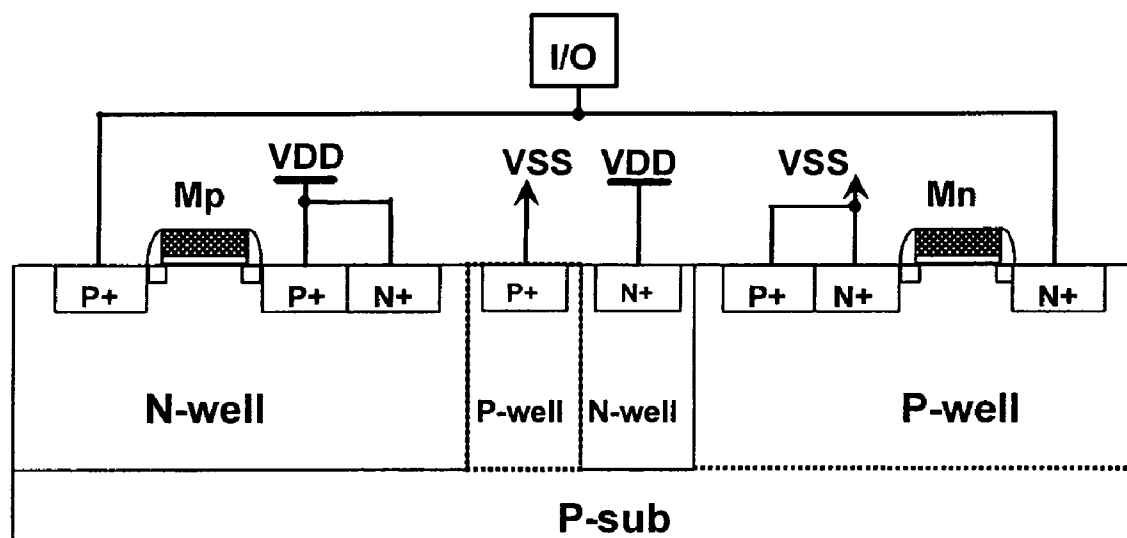 I/O
VDD
VSS
VDD
VSS
Mp
Mn
P+
P+
N+
P+
N+
P+
N+
N+
N-well
P-well
N-well
P-well
P-sub